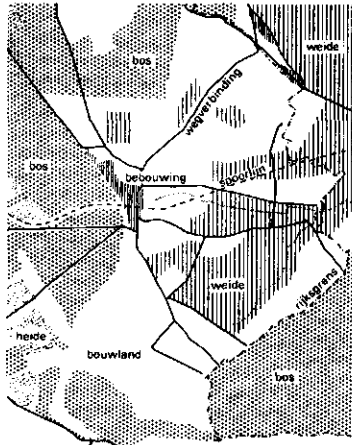 bos
weide
wegverbinding
bos
spoorlijn
bebouwing
weide
rijksgrens
heide
bouwland
bos